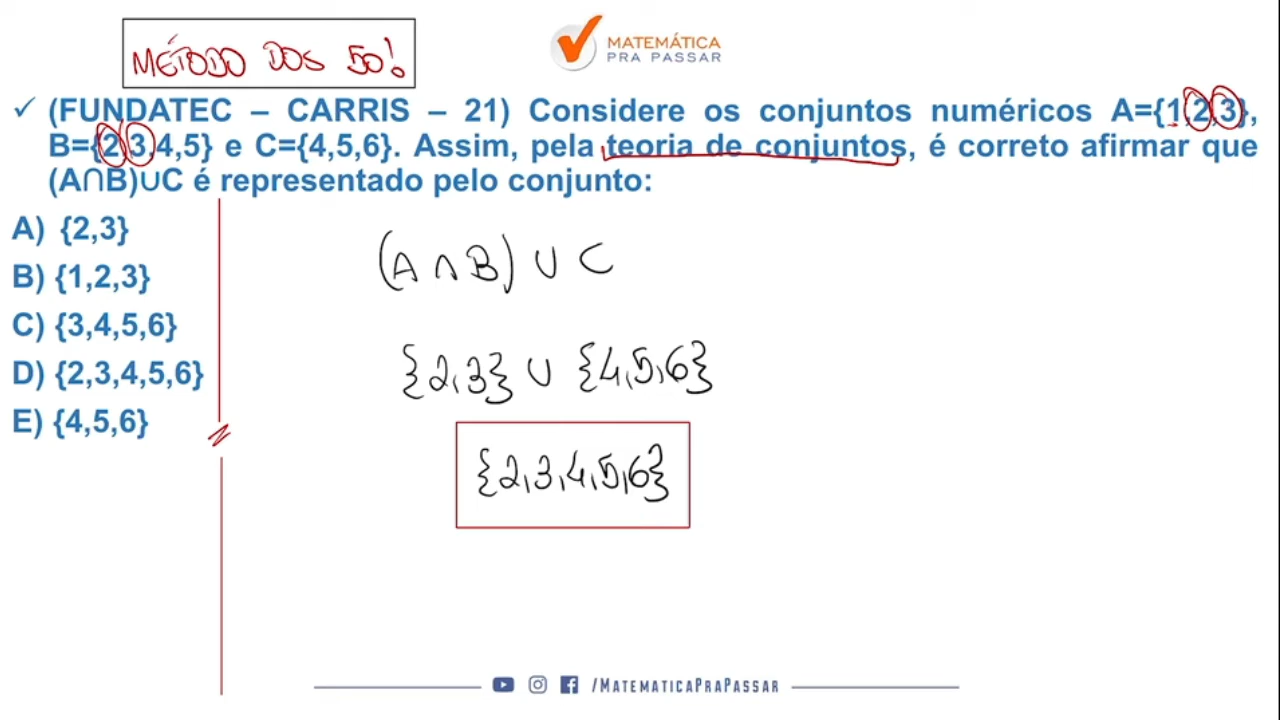 MÉTODO DOS 50!
MATEMÁTICA
PRA PASSAR
✓ (FUNDATEC – CARRIS – 21) Considere os conjuntos numéricos A={1,2,3},
B={2,3,4,5} e C={4,5,6}. Assim, pela teoria de conjuntos, é correto afirmar que
(A∩B)∪C é representado pelo conjunto:
A) {2,3}
B) {1,2,3}
C) {3,4,5,6}
D) {2,3,4,5,6}
E) {4,5,6}
(A∩B) ∪ C
{2,3} ∪ {4,5,6}
{2,3,4,5,6}
/MATEMATICAPRAPASSAR